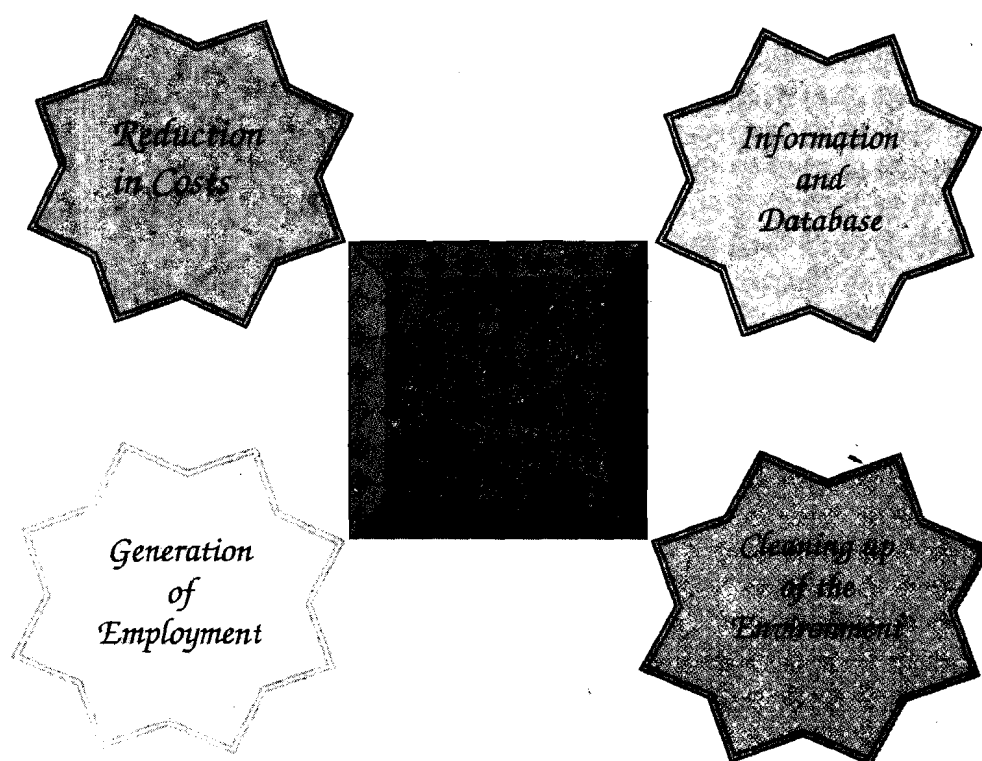 Reduction
in Costs
Information
and
Database
Generation
of
Employment
Cleaning up
of the
Environment